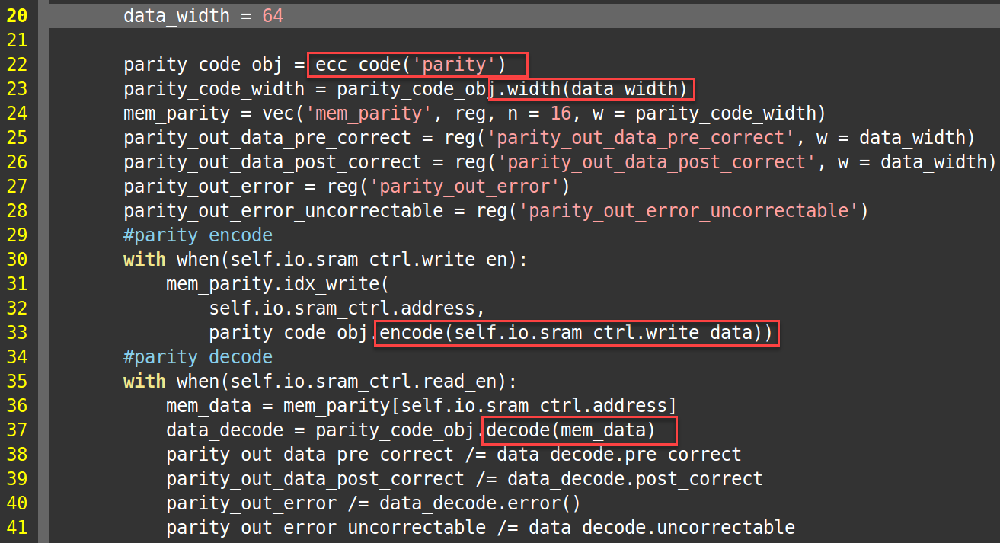 20 data_width = 64
21
22 parity_code_obj = ecc_code('parity')
23 parity_code_width = parity_code_obj.width(data_width)
24 mem_parity = vec('mem_parity', reg, n = 16, w = parity_code_width)
25 parity_out_data_pre_correct = reg('parity_out_data_pre_correct', w = data_width)
26 parity_out_data_post_correct = reg('parity_out_data_post_correct', w = data_width)
27 parity_out_error = reg('parity_out_error')
28 parity_out_error_uncorrectable = reg('parity_out_error_uncorrectable')
29 #parity encode
30 with when(self.io.sram_ctrl.write_en):
31     mem_parity.idx_write(
32         self.io.sram_ctrl.address,
33         parity_code_obj.encode(self.io.sram_ctrl.write_data))
34 #parity decode
35 with when(self.io.sram_ctrl.read_en):
36     mem_data = mem_parity[self.io.sram_ctrl.address]
37     data_decode = parity_code_obj.decode(mem_data)
38     parity_out_data_pre_correct /= data_decode.pre_correct
39     parity_out_data_post_correct /= data_decode.post_correct
40     parity_out_error /= data_decode.error()
41     parity_out_error_uncorrectable /= data_decode.uncorrectable